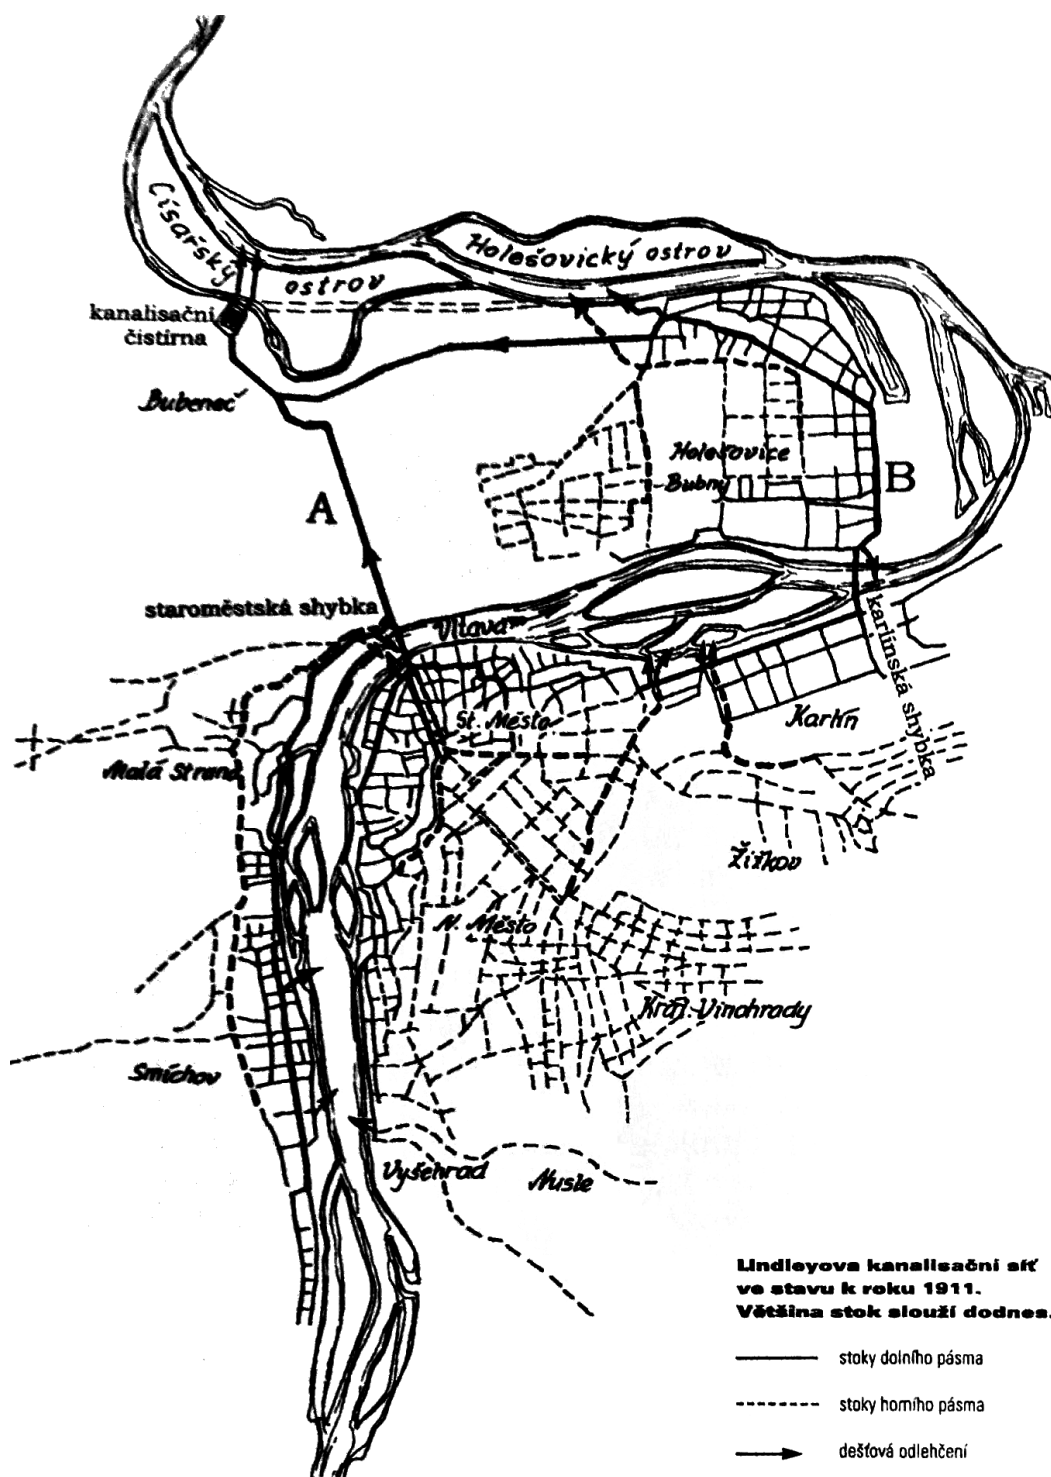 Císařský
ostrov
Holešovický ostrov
kanalisační
čistírna
Bubeneč
A
Holešovice
-Bubny
B
staroměstská shybka
Vltava
karlínská shybka
St. Město
Karlín
Malá Strana
Žižkov
N. Město
Král. Vinohrady
Smíchov
Vyšehrad
Nusle
Lindleyova kanalisační síť
ve stavu k roku 1911.
Většina stok slouží dodnes.
stoky dolního pásma
stoky horního pásma
dešťová odlehčení